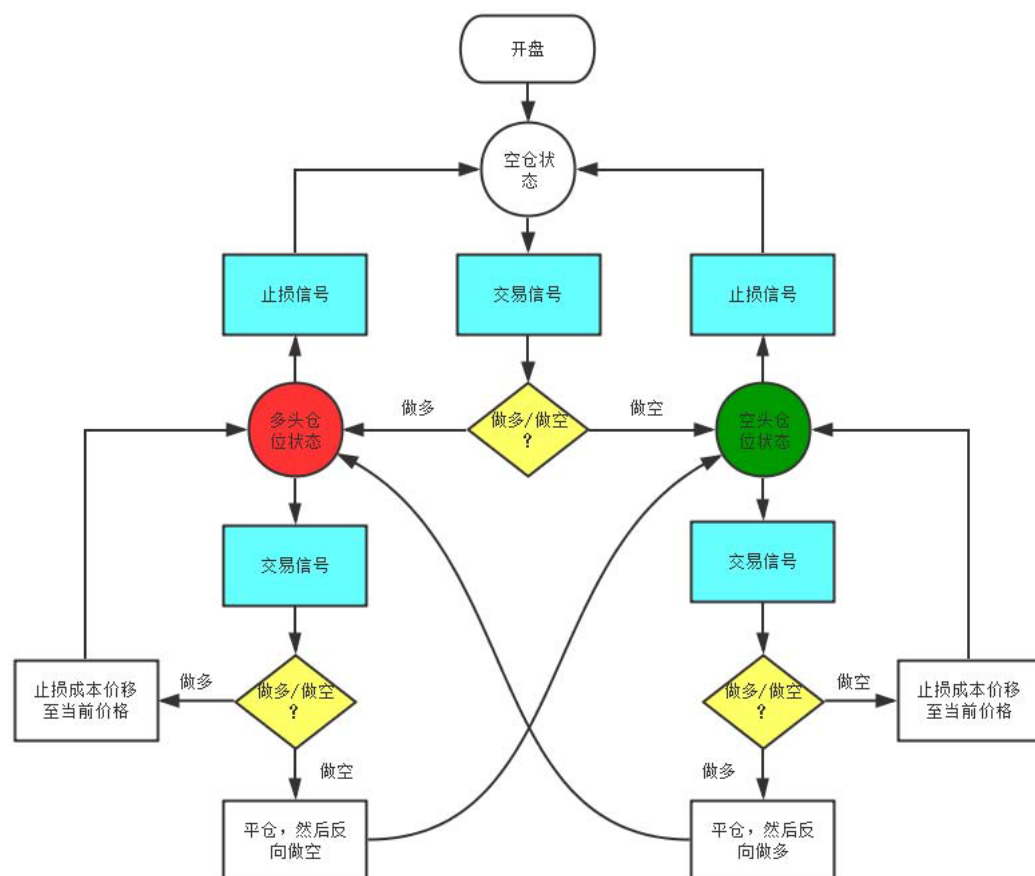 开盘
空仓状
态
止损信号
交易信号
止损信号
多头仓
位状态
做多
做多/做空
?
做空
空头仓
位状态
交易信号
交易信号
止损成本价移
至当前价格
做多
做多/做空
?
做多/做空
?
做空
止损成本价移
至当前价格
做空
做多
平仓，然后反
向做空
平仓，然后反
向做多